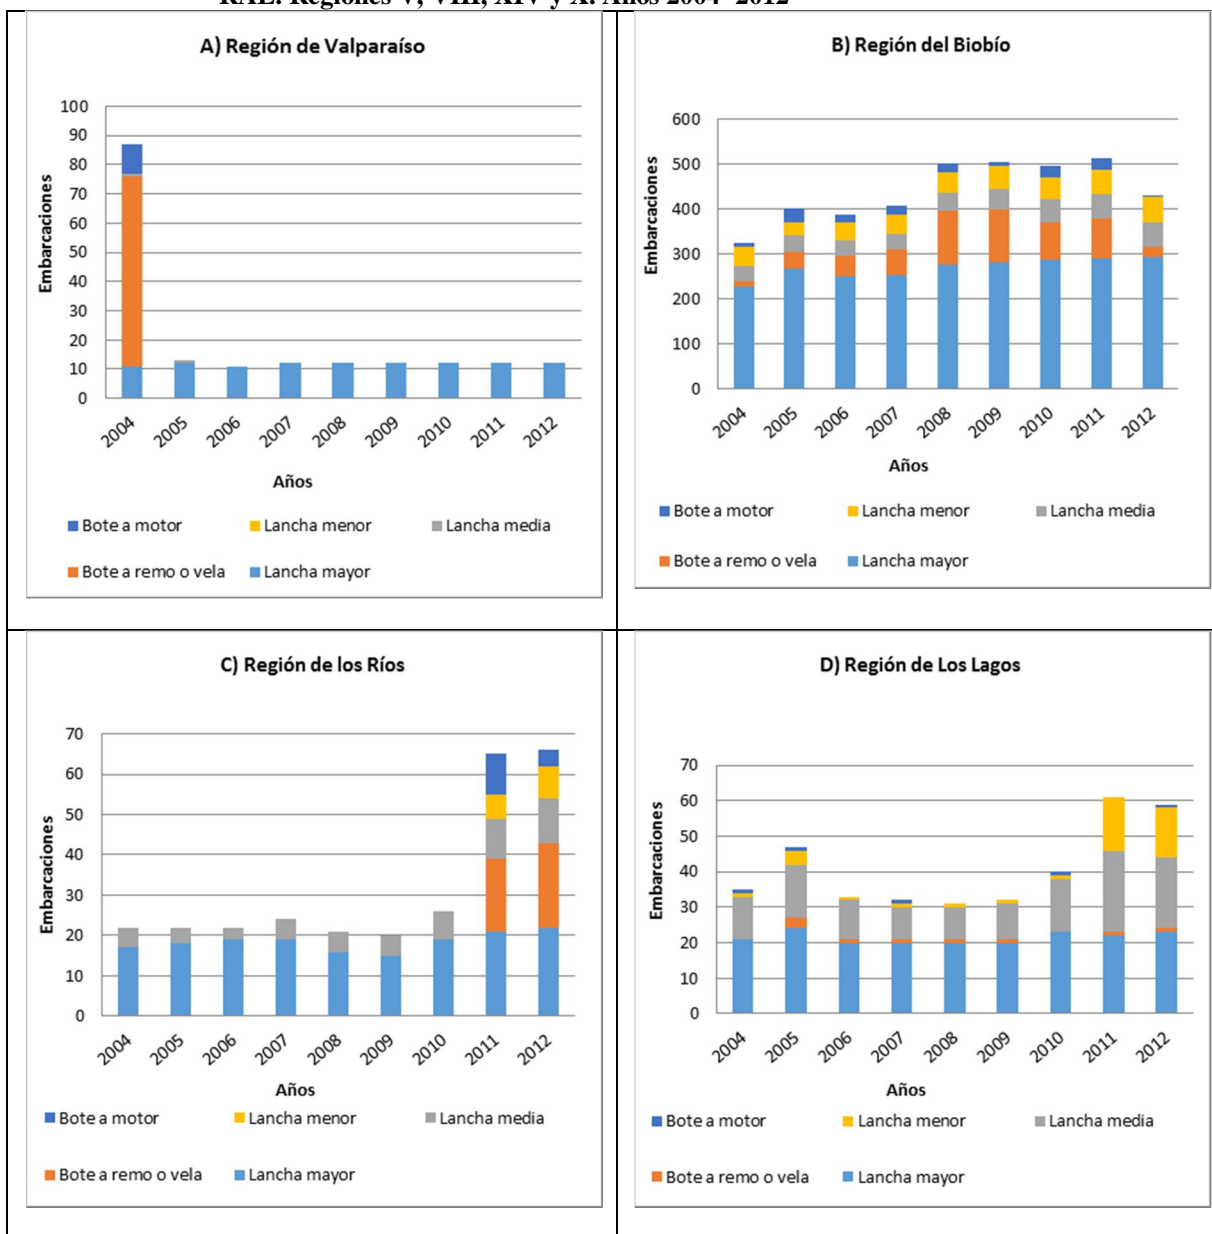 RAE: Regiones V, VIII, XIV y X. Años 2004- 2012
A) Región de Valparaíso
Embarcaciones
100
90
80
70
60
50
40
30
20
10
0
2004 2005 2006 2007 2008 2009 2010 2011 2012
Años
Bote a motor Lancha menor Lancha media
Bote a remo o vela Lancha mayor
B) Región del Biobío
Embarcaciones
600
500
400
300
200
100
0
2004 2005 2006 2007 2008 2009 2010 2011 2012
Años
Bote a motor Lancha menor Lancha media
Bote a remo o vela Lancha mayor
C) Región de los Ríos
Embarcaciones
70
60
50
40
30
20
10
0
2004 2005 2006 2007 2008 2009 2010 2011 2012
Años
Bote a motor Lancha menor Lancha media
Bote a remo o vela Lancha mayor
D) Región de Los Lagos
Embarcaciones
70
60
50
40
30
20
10
0
2004 2005 2006 2007 2008 2009 2010 2011 2012
Años
Bote a motor Lancha menor Lancha media
Bote a remo o vela Lancha mayor